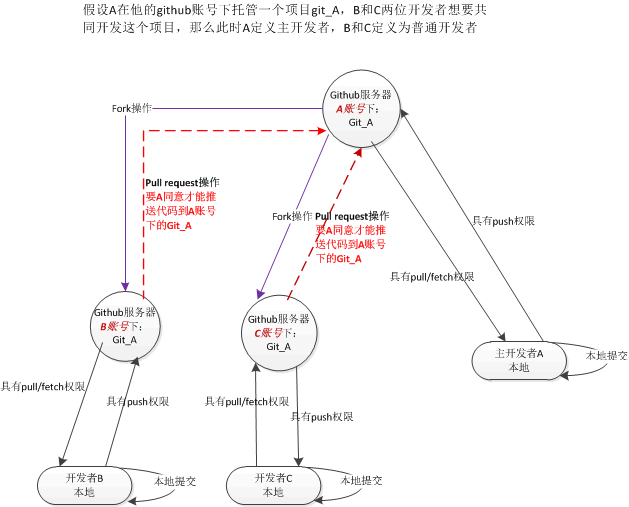 假设A在他的github账号下托管一个项目git_A，B和C两位开发者想要共
同开发这个项目，那么此时A定义主开发者，B和C定义为普通开发者
Github服务器
A账号下：
Git_A
Fork操作
Pull request操作
要A同意才能推
送代码到A账号
下的Git_A
Fork操作
Pull request操作
要A同意才能推
送代码到A账号
下的Git_A
具有push权限
具有pull/fetch权限
Github服务器
B账号下：
Git_A
Github服务器
C账号下：
Git_A
主开发者A
本地
本地提交
具有pull/fetch权限
具有push权限
具有pull/fetch权限
具有push权限
开发者B
本地
本地提交
开发者C
本地
本地提交